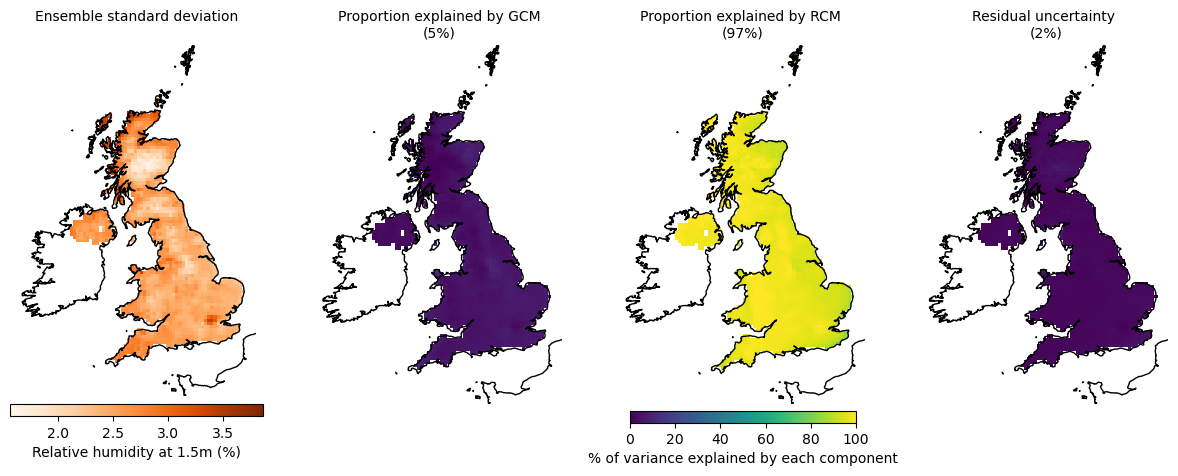 Ensemble standard deviation
Proportion explained by GCM
(5%)
Proportion explained by RCM
(97%)
Residual uncertainty
(2%)
2.0 2.5 3.0 3.5
Relative humidity at 1.5m (%)
0 20 40 60 80 100
% of variance explained by each component